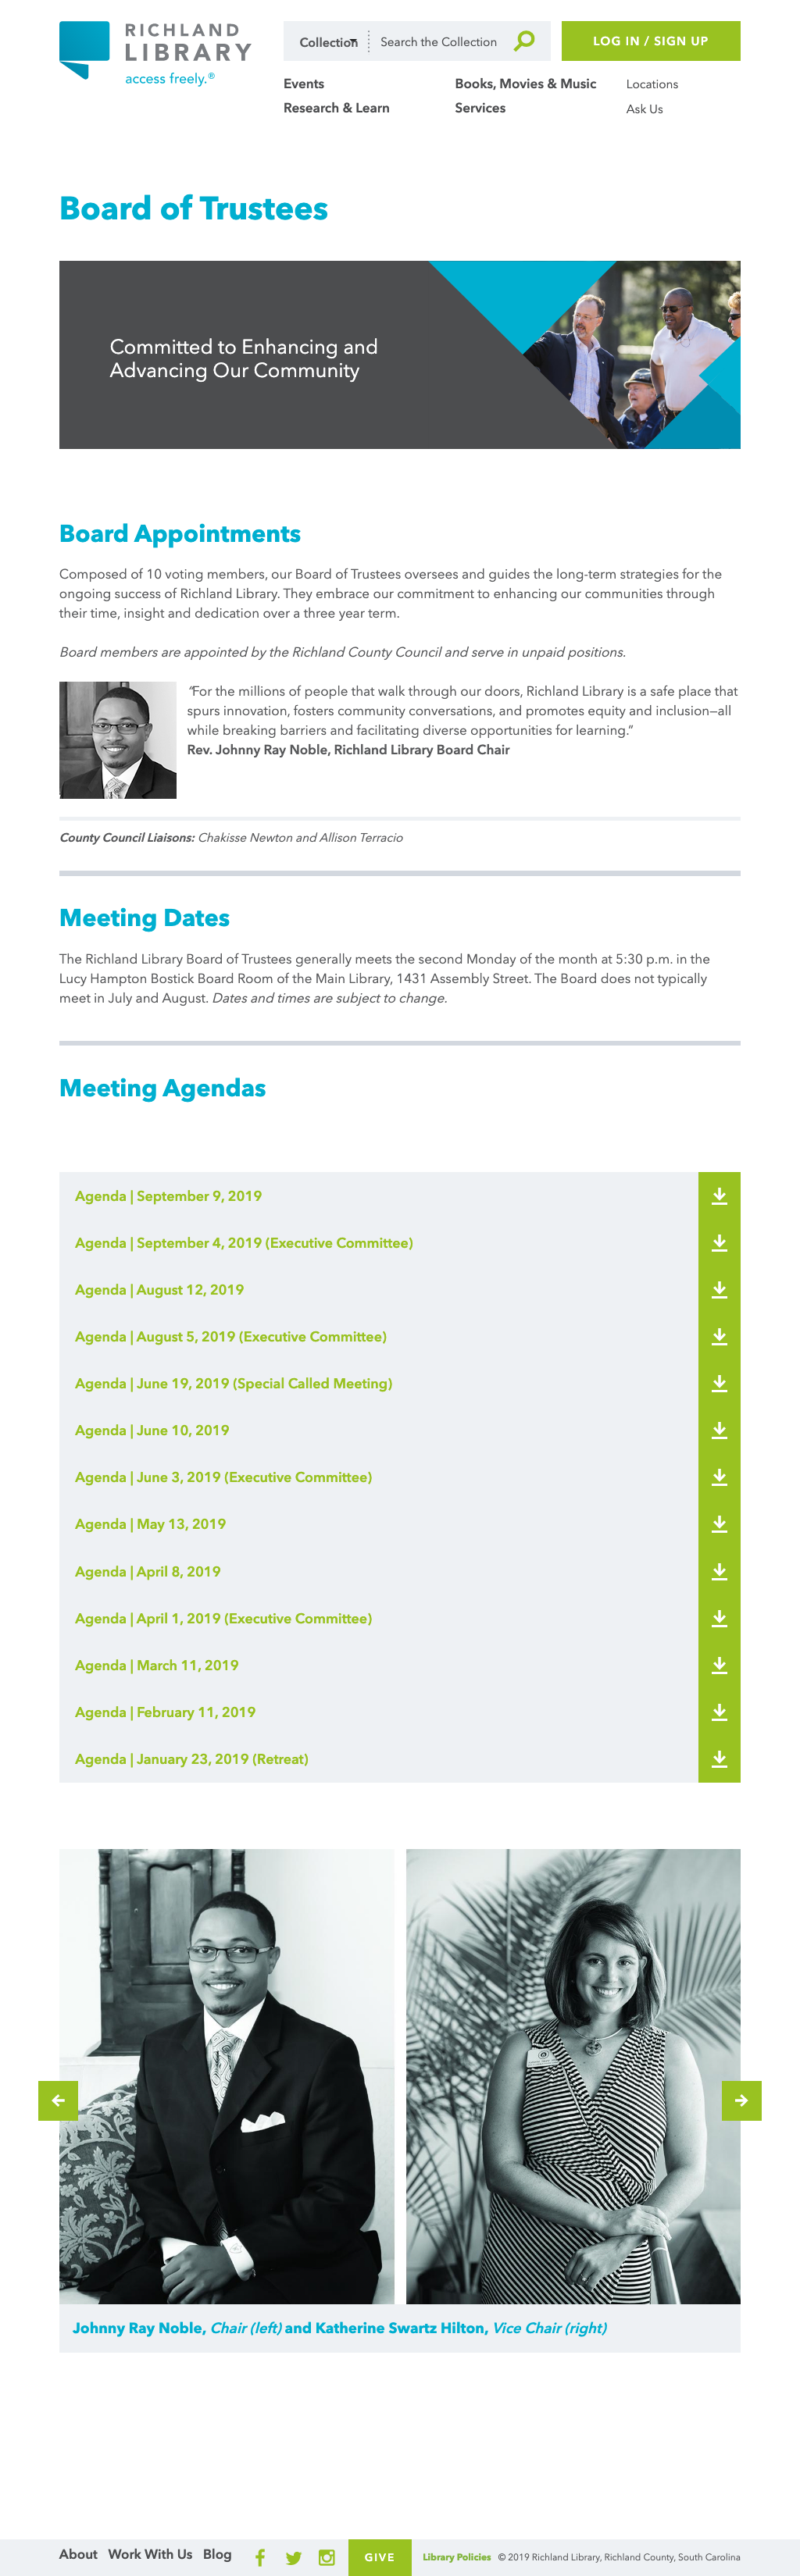 RICHLAND
LIBRARY
access freely.®
Collection
Search the Collection
LOG IN / SIGN UP
Events
Books, Movies & Music
Locations
Research & Learn
Services
Ask Us
Board of Trustees
Committed to Enhancing and
Advancing Our Community
Board Appointments
Composed of 10 voting members, our Board of Trustees oversees and guides the long-term strategies for the
ongoing success of Richland Library. They embrace our commitment to enhancing our communities through
their time, insight and dedication over a three year term.
Board members are appointed by the Richland County Council and serve in unpaid positions.
“For the millions of people that walk through our doors, Richland Library is a safe place that
spurs innovation, fosters community conversations, and promotes equity and inclusion—all
while breaking barriers and facilitating diverse opportunities for learning.”
Rev. Johnny Ray Noble, Richland Library Board Chair
County Council Liaisons: Chakisse Newton and Allison Terracio
Meeting Dates
The Richland Library Board of Trustees generally meets the second Monday of the month at 5:30 p.m. in the
Lucy Hampton Bostick Board Room of the Main Library, 1431 Assembly Street. The Board does not typically
meet in July and August. Dates and times are subject to change.
Meeting Agendas
Agenda | September 9, 2019
Agenda | September 4, 2019 (Executive Committee)
Agenda | August 12, 2019
Agenda | August 5, 2019 (Executive Committee)
Agenda | June 19, 2019 (Special Called Meeting)
Agenda | June 10, 2019
Agenda | June 3, 2019 (Executive Committee)
Agenda | May 13, 2019
Agenda | April 8, 2019
Agenda | April 1, 2019 (Executive Committee)
Agenda | March 11, 2019
Agenda | February 11, 2019
Agenda | January 23, 2019 (Retreat)
Johnny Ray Noble, Chair (left) and Katherine Swartz Hilton, Vice Chair (right)
About Work With Us Blog
GIVE
Library Policies © 2019 Richland Library, Richland County, South Carolina